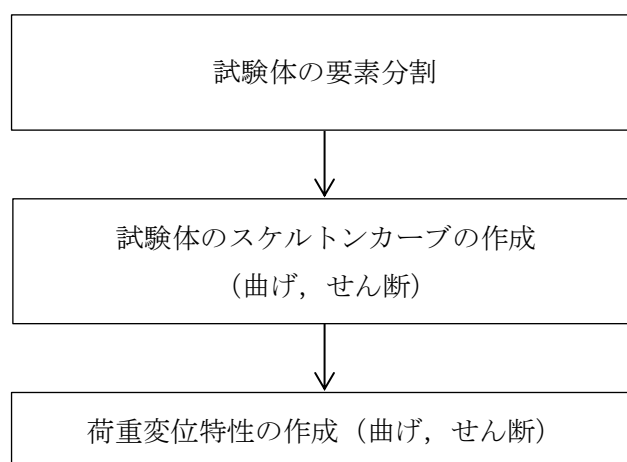 試験体の要素分割
試験体のスケルトンカーブの作成
（曲げ，せん断）
荷重変位特性の作成（曲げ，せん断）